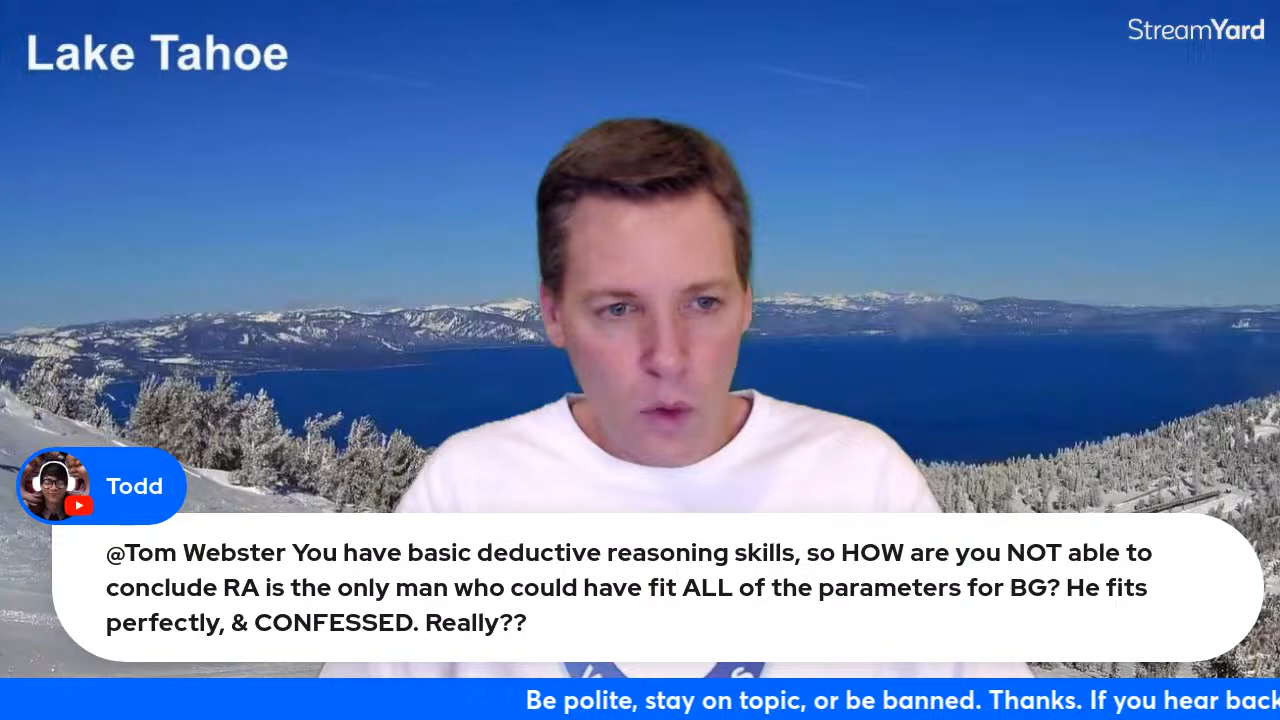 Lake Tahoe
StreamYard
Todd
@Tom Webster You have basic deductive reasoning skills, so HOW are you NOT able to
conclude RA is the only man who could have fit ALL of the parameters for BG? He fits
perfectly, & CONFESSED. Really??
Be polite, stay on topic, or be banned. Thanks. If you hear back